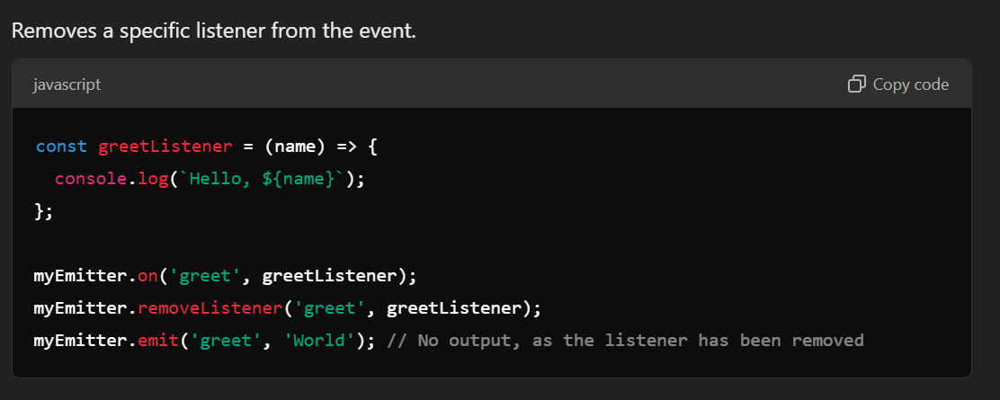 Removes a specific listener from the event.
javascript
Copy code
const greetListener = (name) => {
  console.log(`Hello, ${name}`);
};
myEmitter.on('greet', greetListener);
myEmitter.removeListener('greet', greetListener);
myEmitter.emit('greet', 'World'); // No output, as the listener has been removed